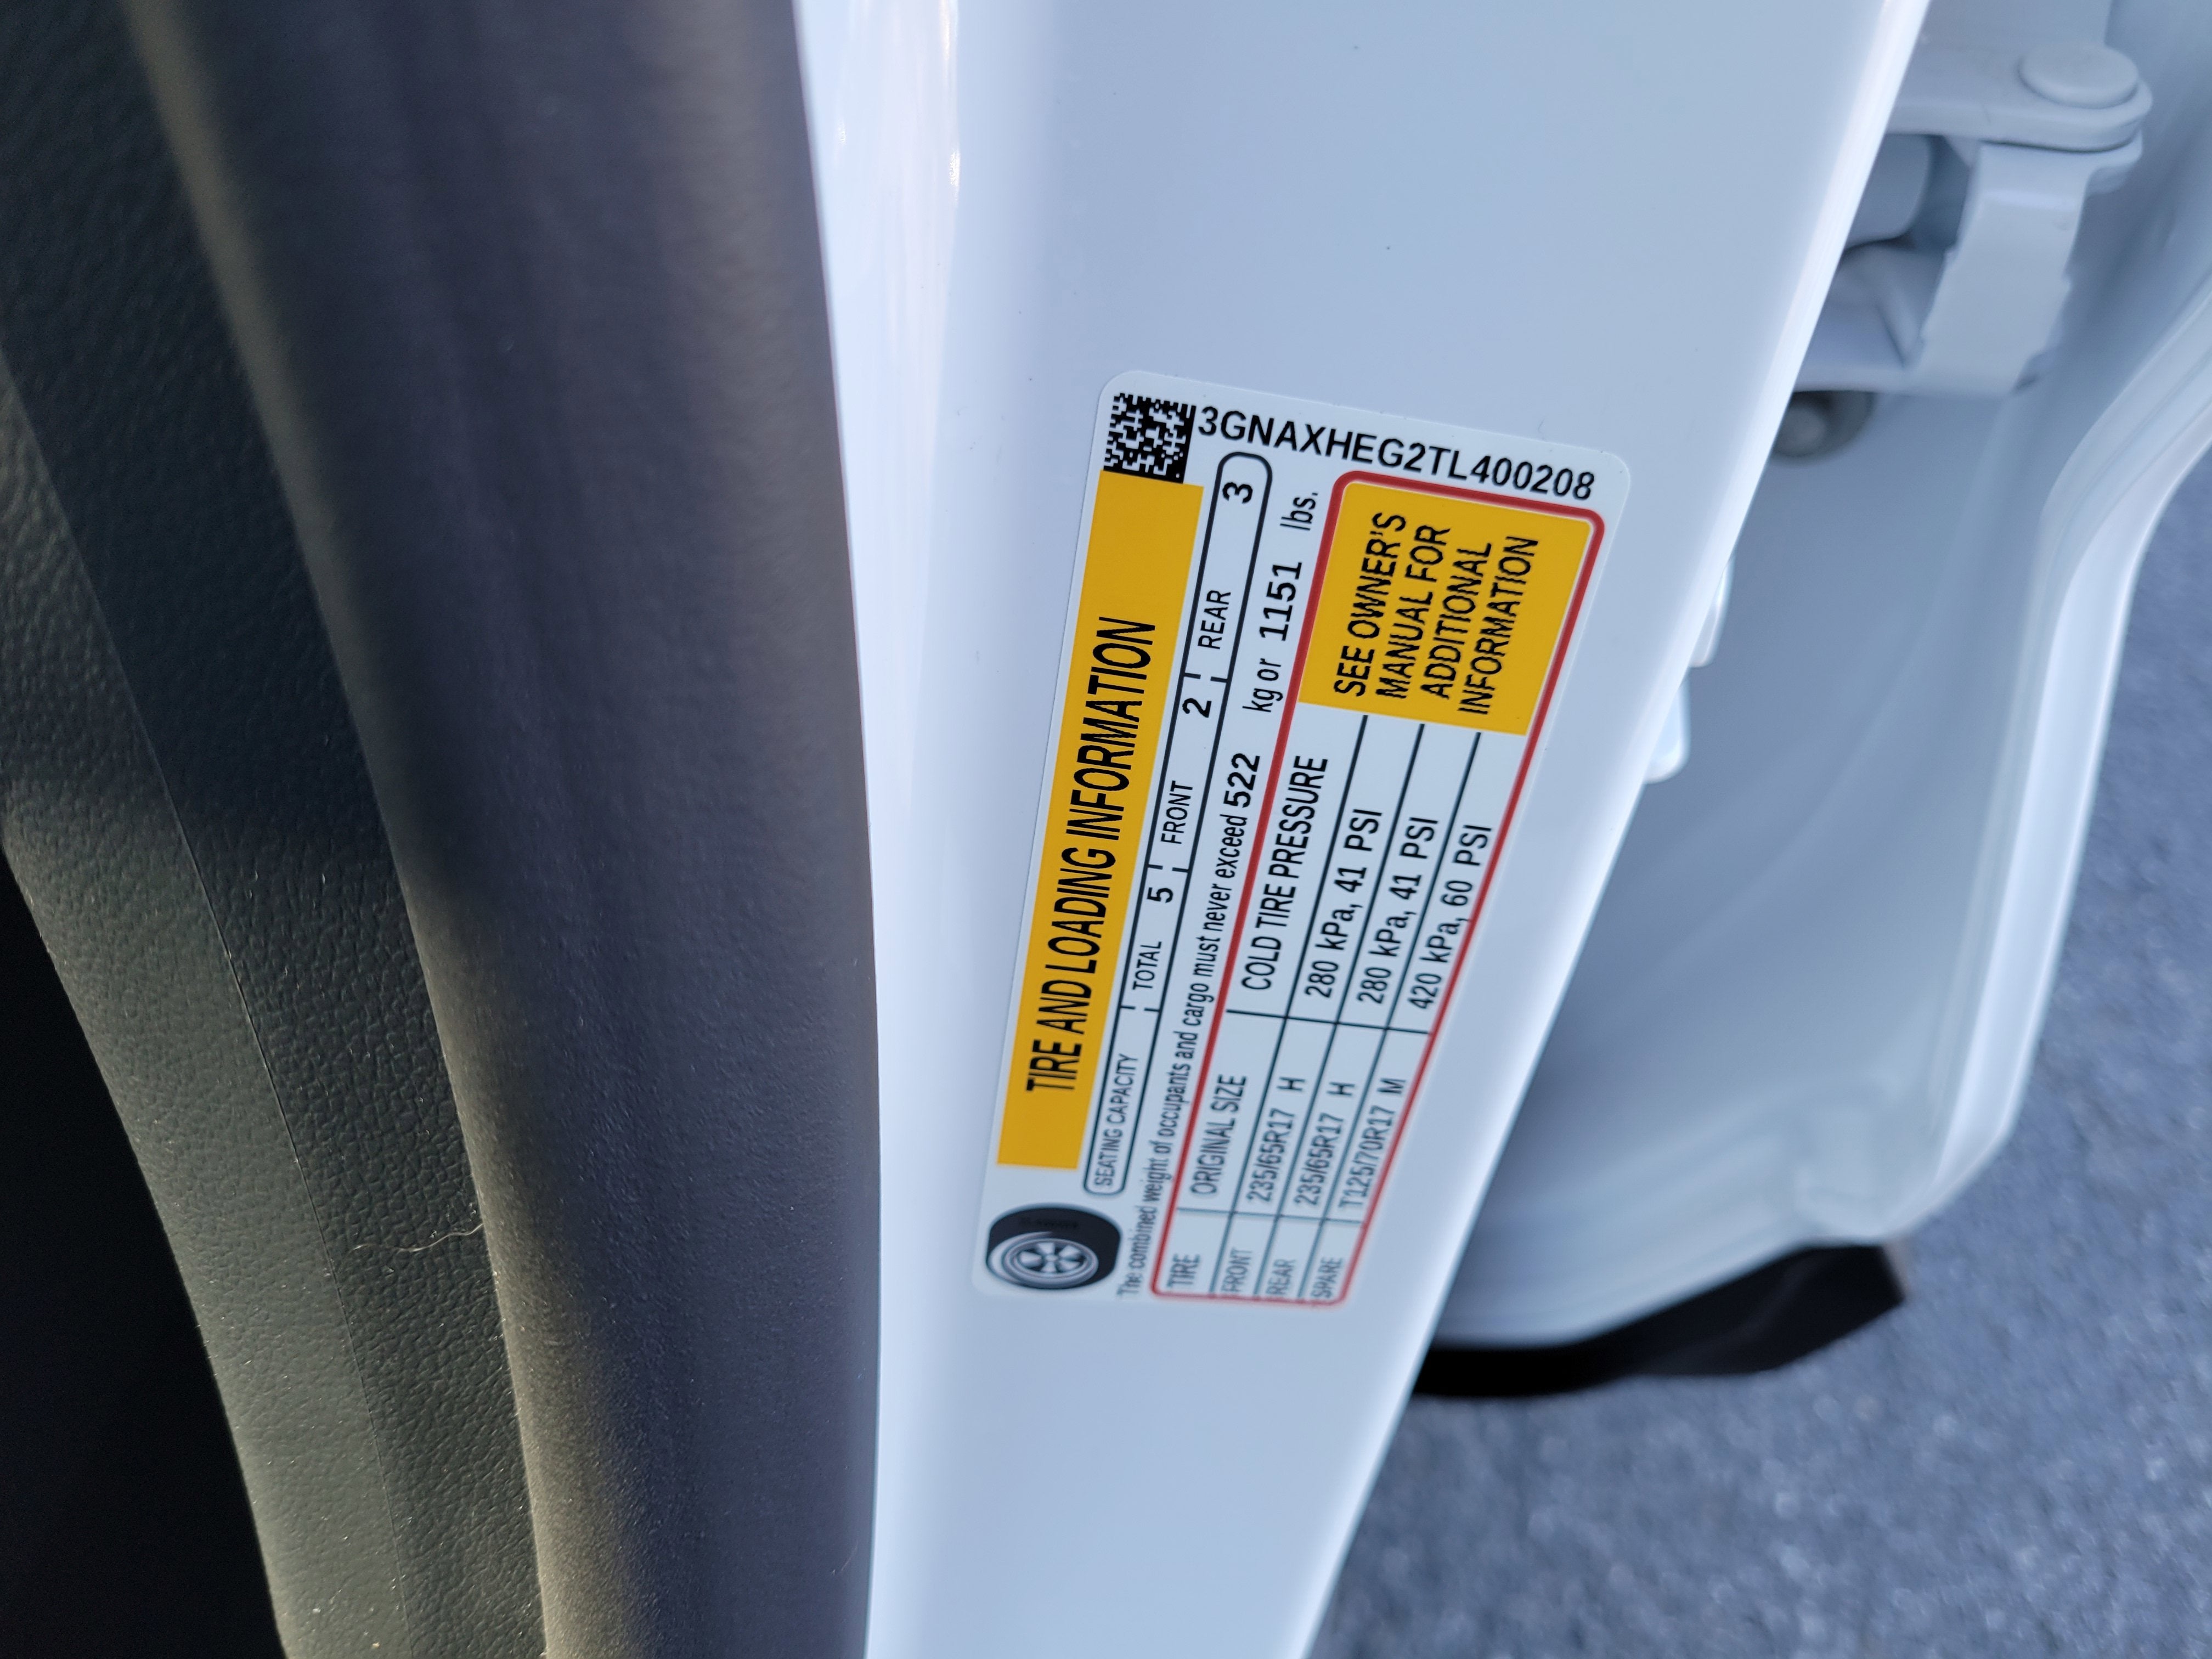 TIRE AND LOADING INFORMATION
SEATING CAPACITY TOTAL 5 FRONT 2 REAR 3
The combined weight of occupants and cargo must never exceed 522 kg or 1151 lbs.
TIRE ORIGINAL SIZE COLD TIRE PRESSURE
FRONT 235/65R17 H 280 kPa, 41 PSI
REAR 235/65R17 H 280 kPa, 41 PSI
SPARE T125/70R17 M 420 kPa, 60 PSI
SEE OWNER'S
MANUAL FOR
ADDITIONAL
INFORMATION
3GNAXHEG2TL400208